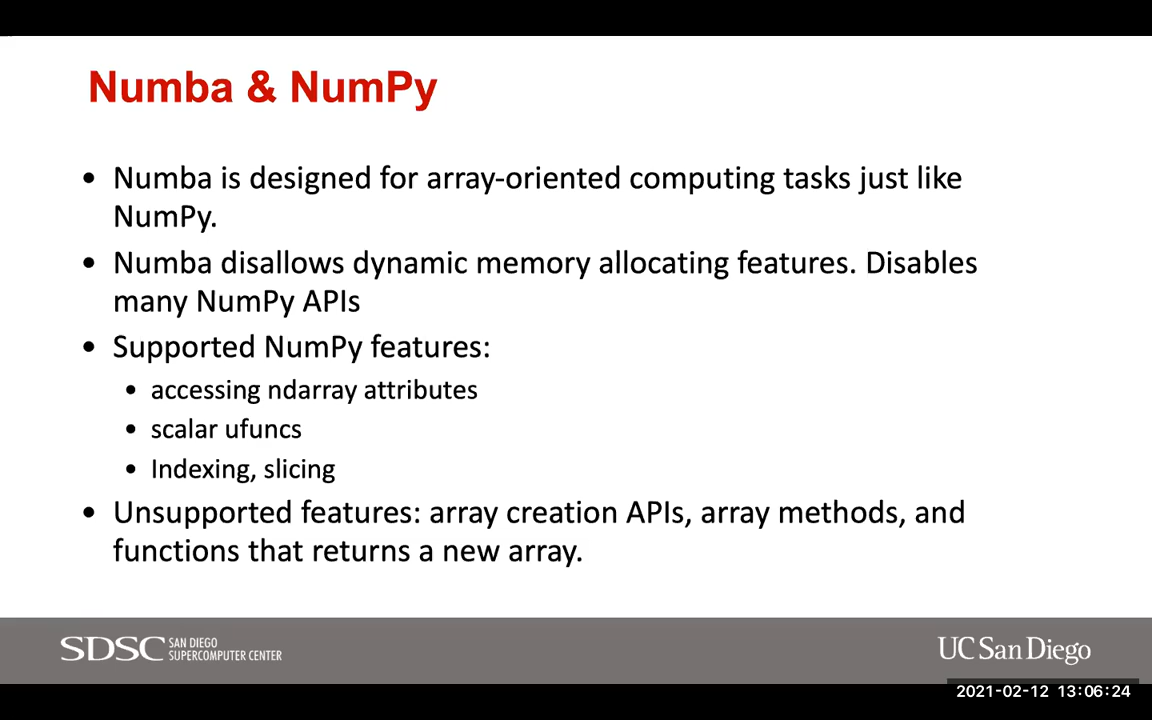 Numba & NumPy
• Numba is designed for array-oriented computing tasks just like
NumPy.
• Numba disallows dynamic memory allocating features. Disables
many NumPy APIs
• Supported NumPy features:
• accessing ndarray attributes
• scalar ufuncs
• Indexing, slicing
• Unsupported features: array creation APIs, array methods, and
functions that returns a new array.
SDSC SAN DIEGO
SUPERCOMPUTER CENTER
UC San Diego
2021-02-12 13:06:24